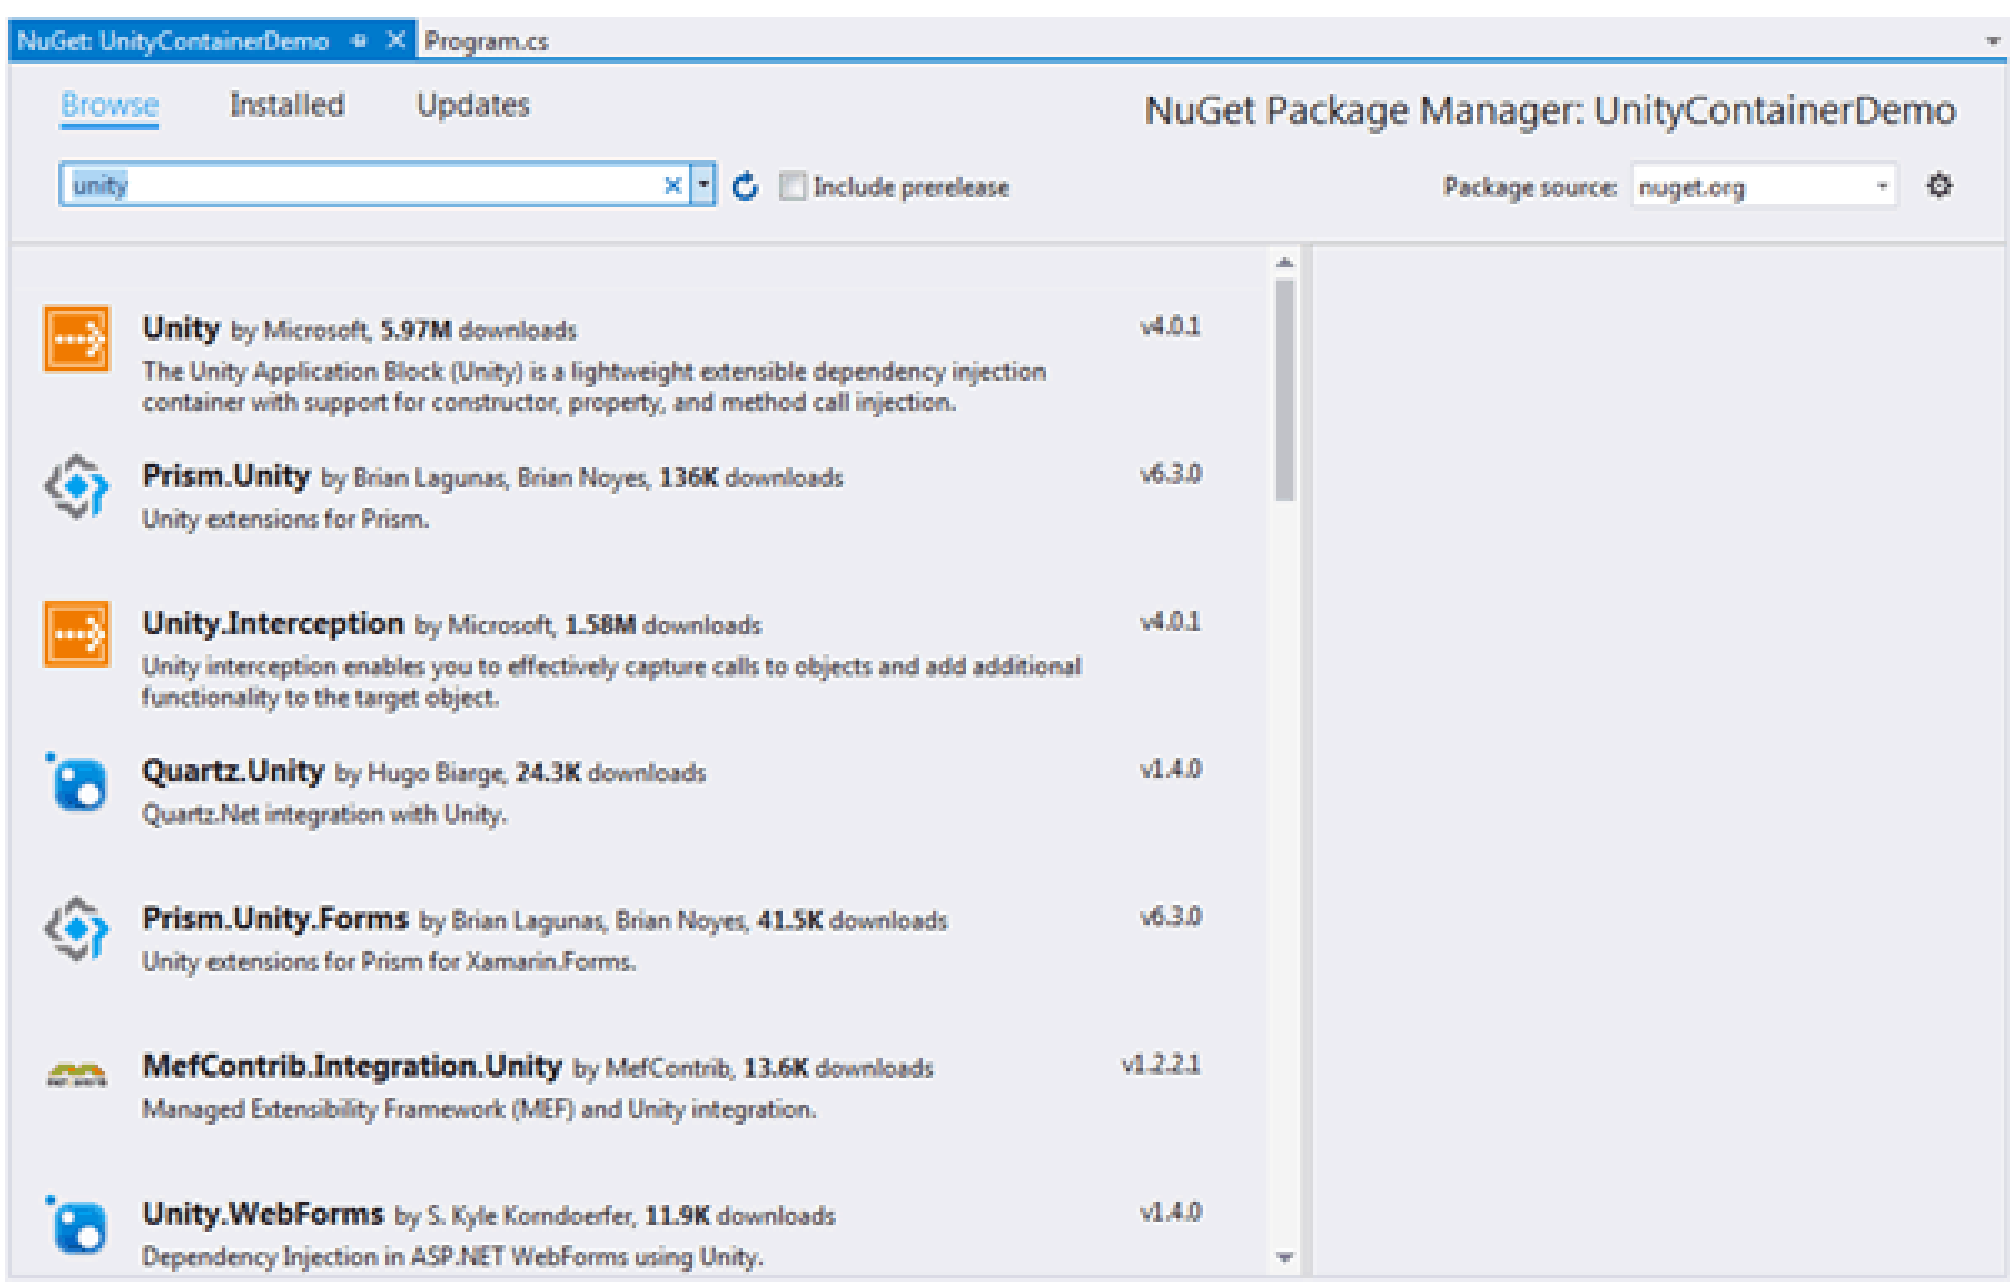 NuGet: UnityContainerDemo Program.cs
Browse Installed Updates
NuGet Package Manager: UnityContainerDemo
unity Include prerelease Package source: nuget.org
Unity by Microsoft, 5.97M downloads v4.0.1
The Unity Application Block (Unity) is a lightweight extensible dependency injection
container with support for constructor, property, and method call injection.
Prism.Unity by Brian Lagunas, Brian Noyes, 136K downloads v6.3.0
Unity extensions for Prism.
Unity.Interception by Microsoft, 1.58M downloads v4.0.1
Unity interception enables you to effectively capture calls to objects and add additional
functionality to the target object.
Quartz.Unity by Hugo Biarge, 24.3K downloads v1.4.0
Quartz.Net integration with Unity.
Prism.Unity.Forms by Brian Lagunas, Brian Noyes, 41.5K downloads v6.3.0
Unity extensions for Prism for Xamarin.Forms.
MefContrib.Integration.Unity by MefContrib, 13.6K downloads v1.2.2.1
Managed Extensibility Framework (MEF) and Unity integration.
Unity.WebForms by S. Kyle Korndoerfer, 11.9K downloads v1.4.0
Dependency Injection in ASP.NET WebForms using Unity.